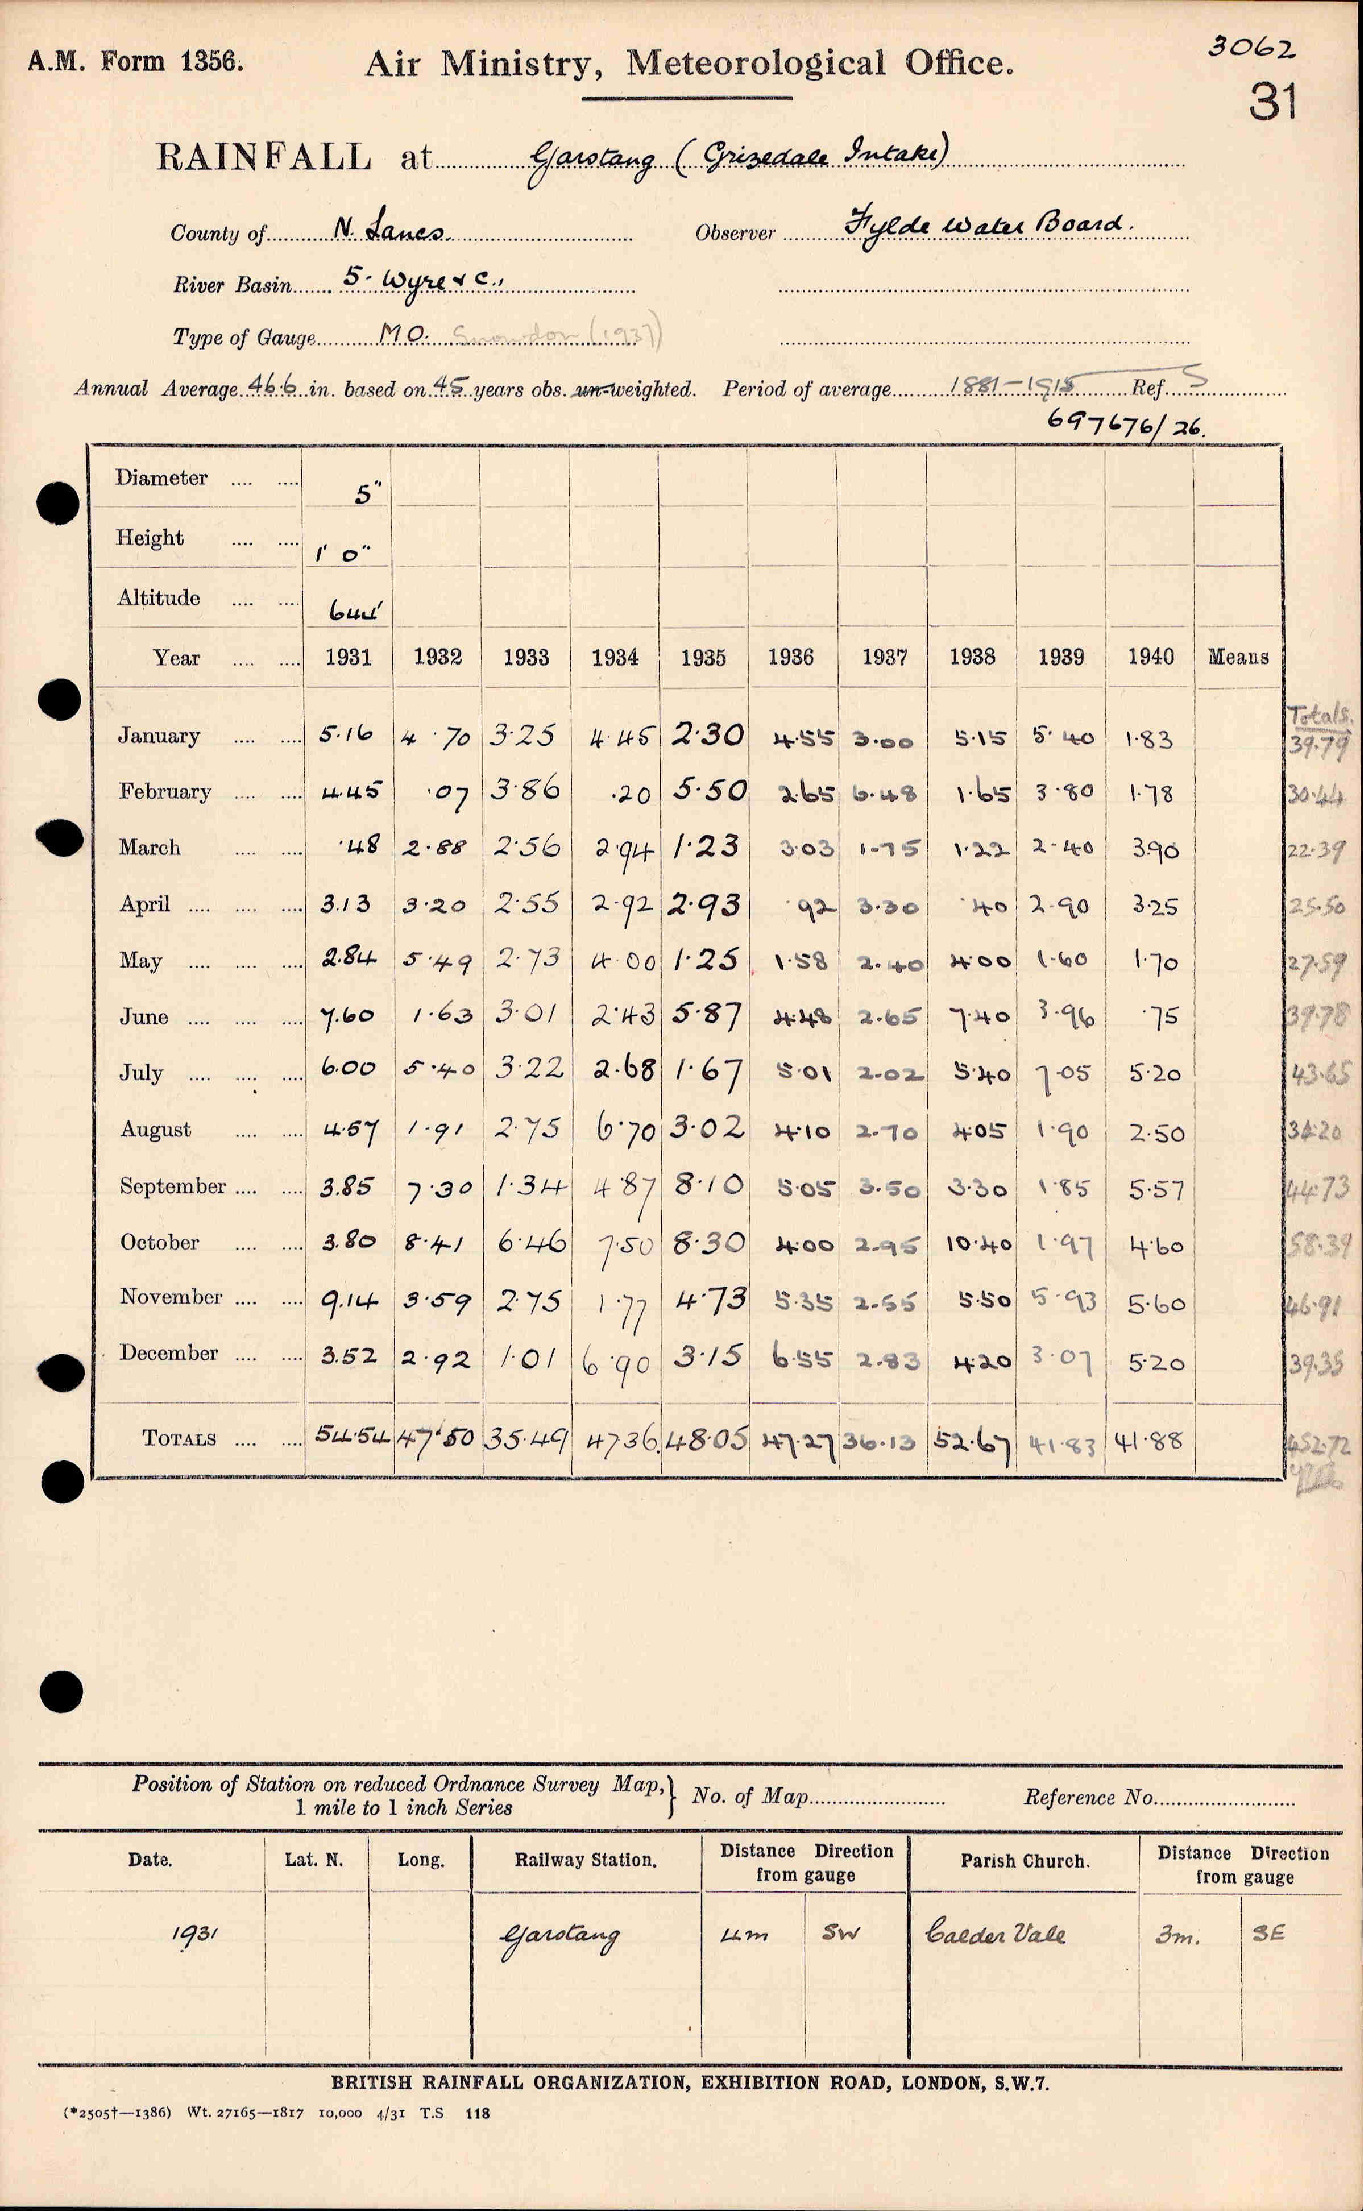 A.M. Form 1356. Air Ministry, Meteorological Office. 3062
31
RAINFALL at Garstang (Grizedale Intake)
County of N. Lancs. Observer Fylde Water Board.
River Basin 5. Wyre & C.,
Type of Gauge M O. Snowdon (1937)
Annual Average 46.6 in. based on 45 years obs. un-weighted. Period of average 1881-1915 Ref. S
697676/26.
Diameter .... .... 5"
Height .... .... 1' 0"
Altitude .... .... 644'
Year .... .... 1931 1932 1933 1934 1935 1936 1937 1938 1939 1940 Means
Totals.
January .... .... 5.16 4.70 3.25 4.45 2.30 4.55 3.00 5.15 5.40 1.83 39.79
February .... .... 4.45 .07 3.86 .20 5.50 2.65 6.48 1.65 3.80 1.78 30.44
March .... .... .48 2.88 2.56 2.94 1.23 3.03 1.75 1.22 2.40 3.90 22.39
April .... .... .... 3.13 3.20 2.55 2.92 2.93 .92 3.30 .40 2.90 3.25 25.50
May .... .... .... 2.84 5.49 2.73 4.00 1.25 1.58 2.40 4.00 1.60 1.70 27.59
June .... .... .... 7.60 1.63 3.01 2.43 5.87 4.48 2.65 7.40 3.96 .75 39.78
July .... .... .... 6.00 5.40 3.22 2.68 1.67 5.01 2.02 5.40 7.05 5.20 43.65
August .... .... 4.57 1.91 2.75 6.70 3.02 4.10 2.70 4.05 1.90 2.50 34.20
September .... .... 3.85 7.30 1.34 4.87 8.10 5.05 3.50 3.30 1.85 5.57 44.73
October .... .... 3.80 8.41 6.46 7.50 8.30 4.00 2.95 10.40 1.97 4.60 58.39
November .... .... 9.14 3.59 2.75 1.77 4.73 5.35 2.55 5.50 5.93 5.60 46.91
December .... .... 3.52 2.92 1.01 6.90 3.15 6.55 2.83 4.20 3.07 5.20 39.35
TOTALS .... .... 54.54 47.50 35.49 47.36 48.05 47.27 36.13 52.67 41.83 41.88 452.72
Position of Station on reduced Ordnance Survey Map, } No. of Map Reference No.
1 mile to 1 inch Series
Date. Lat. N. Long. Railway Station. Distance Direction from gauge Parish Church. Distance Direction from gauge
1931 Garstang 4m SW Calder Vale 3m. SE
BRITISH RAINFALL ORGANIZATION, EXHIBITION ROAD, LONDON, S.W.7.
(*2505†—1386) Wt. 27165—1817 10,000 4/31 T.S 118